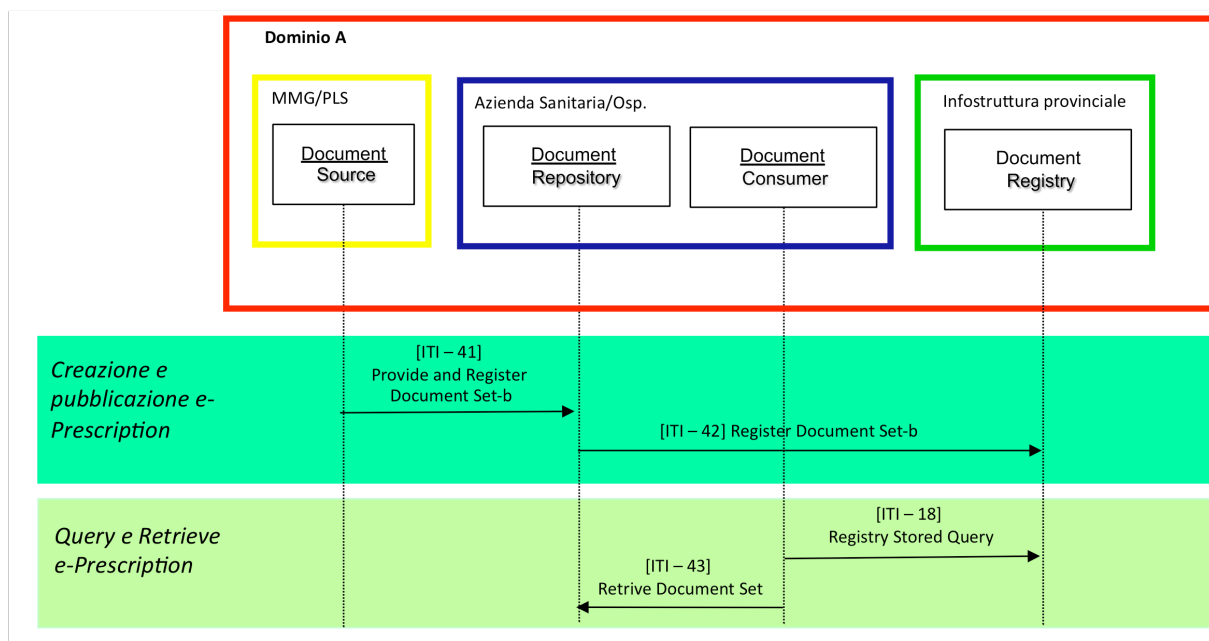 Dominio A
MMG/PLS
Document
Source
Azienda Sanitaria/Osp.
Document
Repository
Document
Consumer
Infostruttura provinciale
Document
Registry
Creazione e
pubblicazione e-
Prescription
[ITI – 41]
Provide and Register
Document Set-b
[ITI – 42] Register Document Set-b
Query e Retrieve
e-Prescription
[ITI – 18]
Registry Stored Query
[ITI – 43]
Retrive Document Set